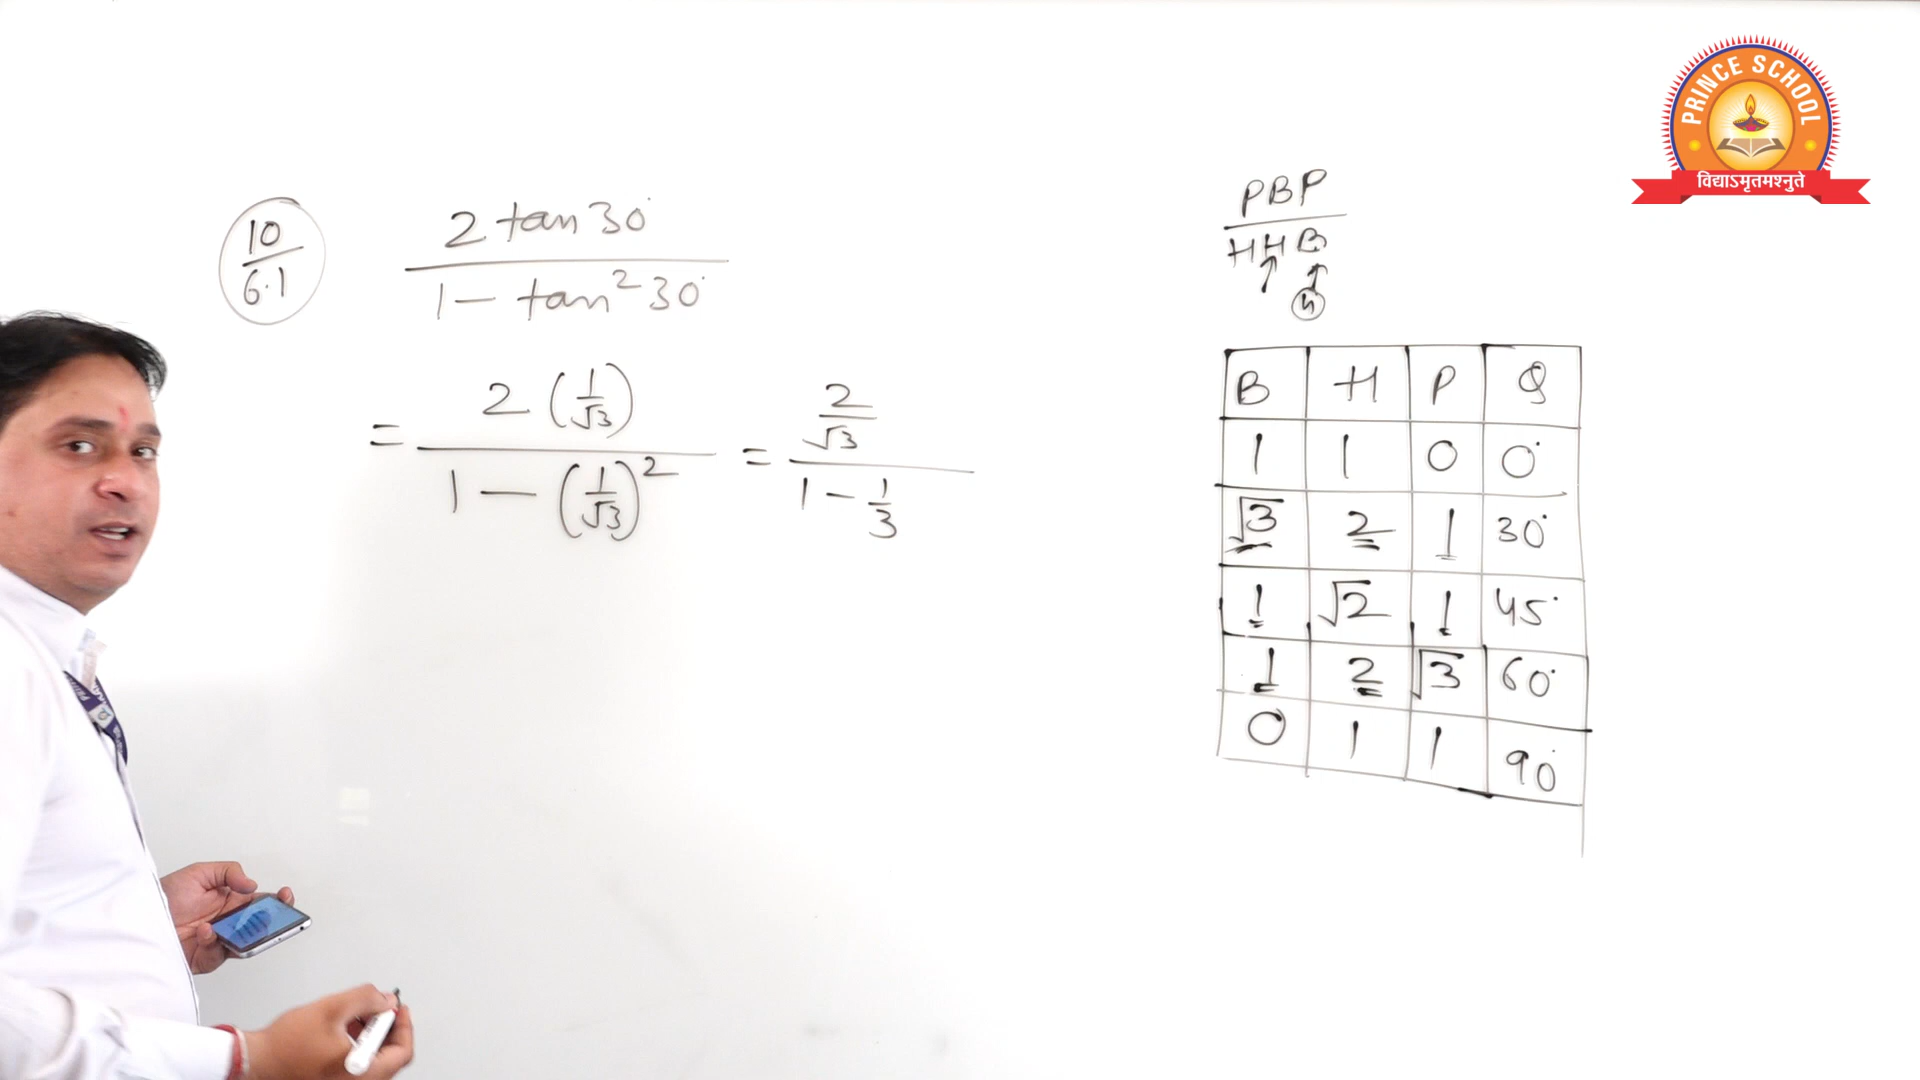 PRINCE SCHOOL
विद्याऽमृतमश्नुते
10/6.1
2 tan 30° / 1 - tan² 30°
= 2 (1/√3) / 1 - (1/√3)² = 2/√3 / 1 - 1/3
PBP
HHB
B H P Q
1 1 0 0°
√3 2 1 30°
1 √2 1 45°
1 2 √3 60°
0 1 1 90°